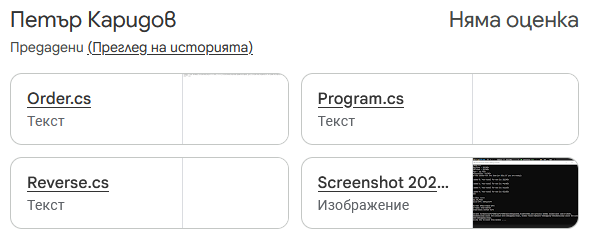 Петър Каридов
Няма оценка
Предадени (Преглед на историята)
Order.cs
Текст
Program.cs
Текст
Reverse.cs
Текст
Screenshot 202...
Изображение